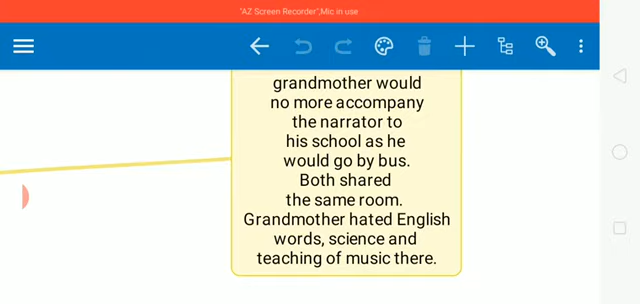 "AZ Screen Recorder",Mic in use
grandmother would
no more accompany
the narrator to
his school as he
would go by bus.
Both shared
the same room.
Grandmother hated English
words, science and
teaching of music there.